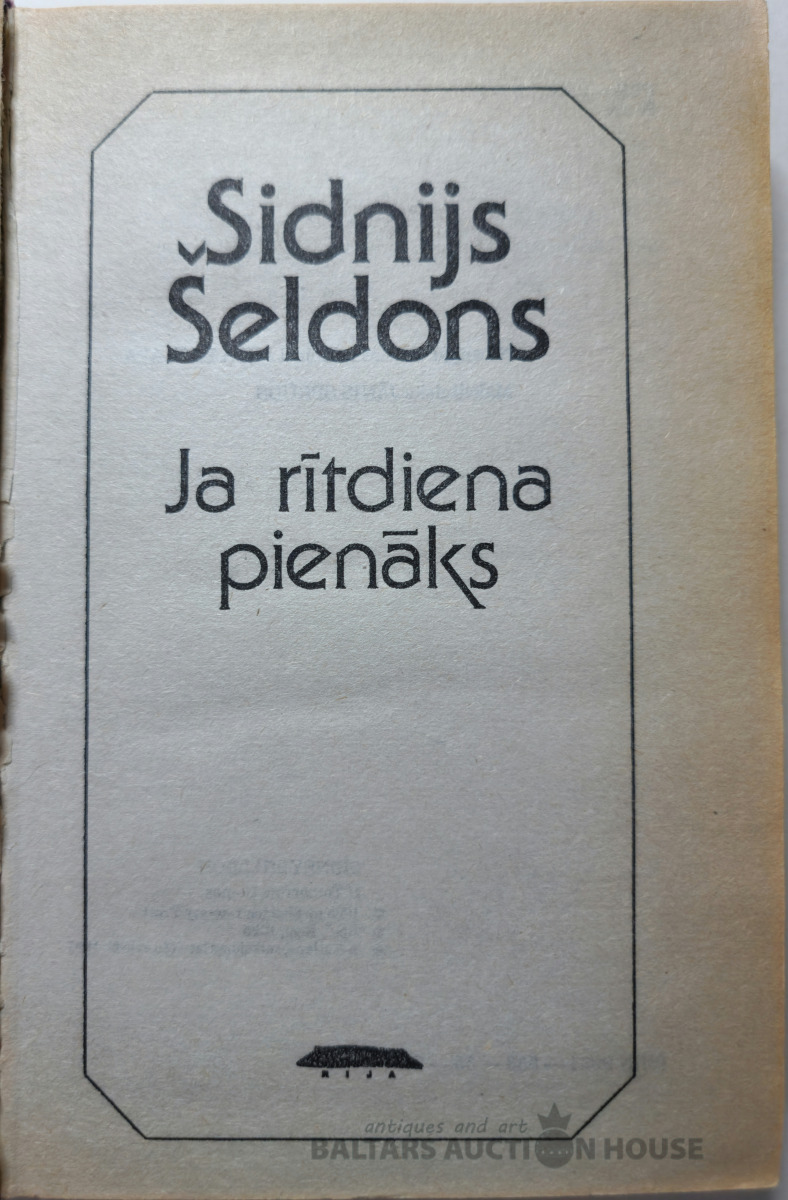 Sidnijs
Šeldons
Ja rītdiena
pienāks
RIJA
antiques and art
BALTARS AUCTION HOUSE